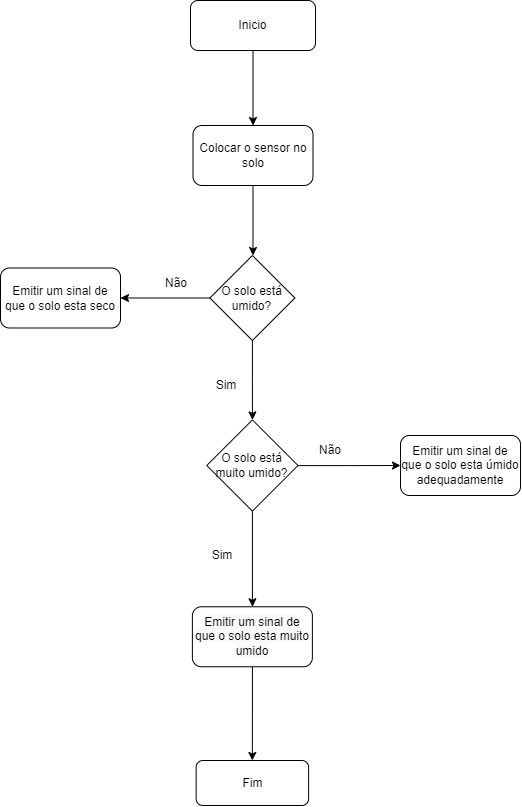 Inicio
Colocar o sensor no
solo
O solo está
umido?
Não
Emitir um sinal de
que o solo esta seco
Sim
O solo está
muito umido?
Não
Emitir um sinal de
que o solo esta úmido
adequadamente
Sim
Emitir um sinal de
que o solo esta muito
umido
Fim